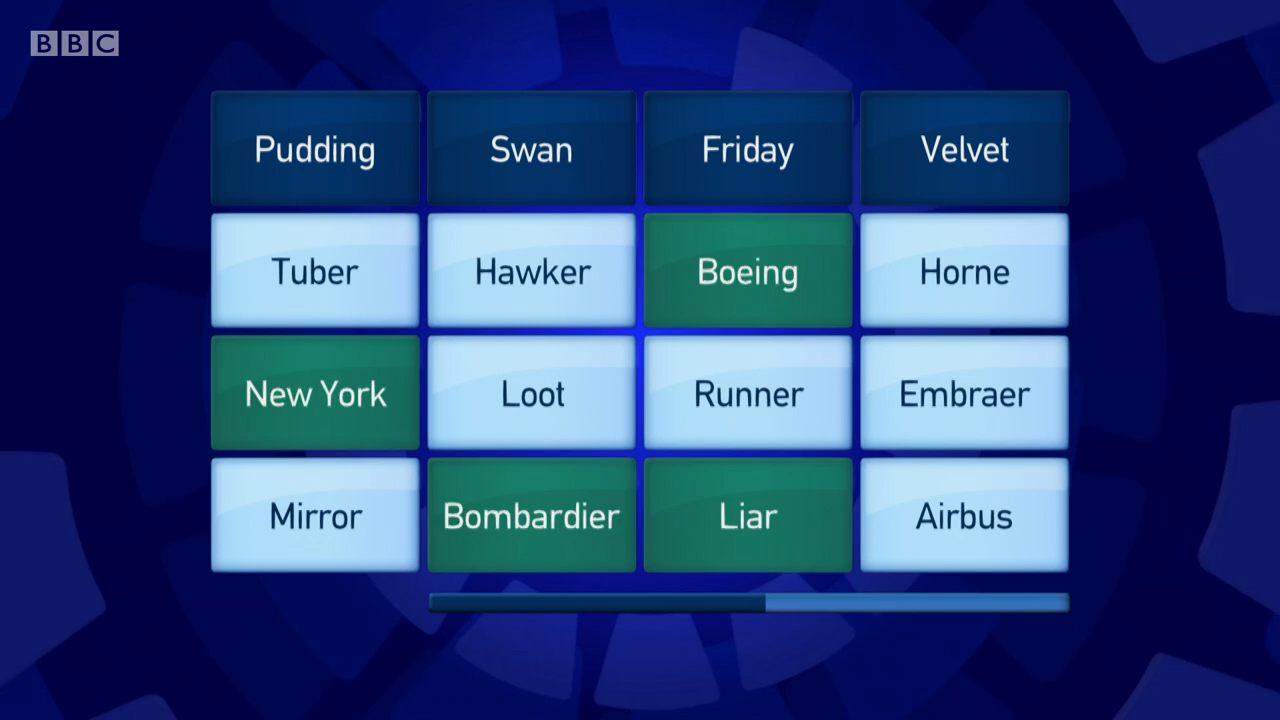 BBC
Pudding
Swan
Friday
Velvet
Tuber
Hawker
Boeing
Horne
New York
Loot
Runner
Embraer
Mirror
Bombardier
Liar
Airbus